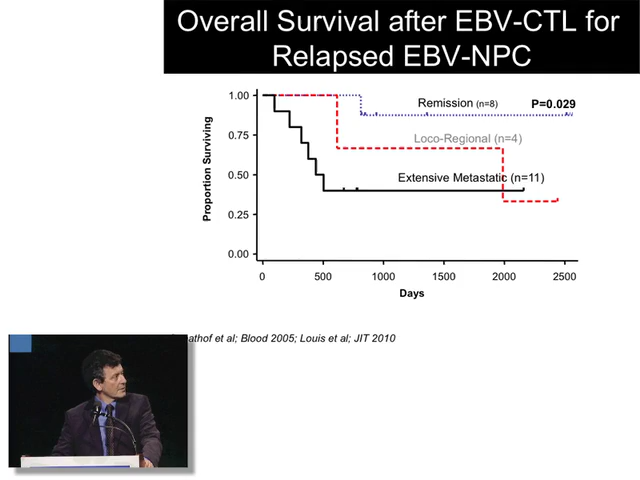 Overall Survival after EBV-CTL for
Relapsed EBV-NPC
1.00
0.75
0.50
0.25
0.00
Proportion Surviving
Remission (n=8)
P=0.029
Loco-Regional (n=4)
Extensive Metastatic (n=11)
0 500 1000 1500 2000 2500
Days
et al; Blood 2005; Louis et al; JIT 2010